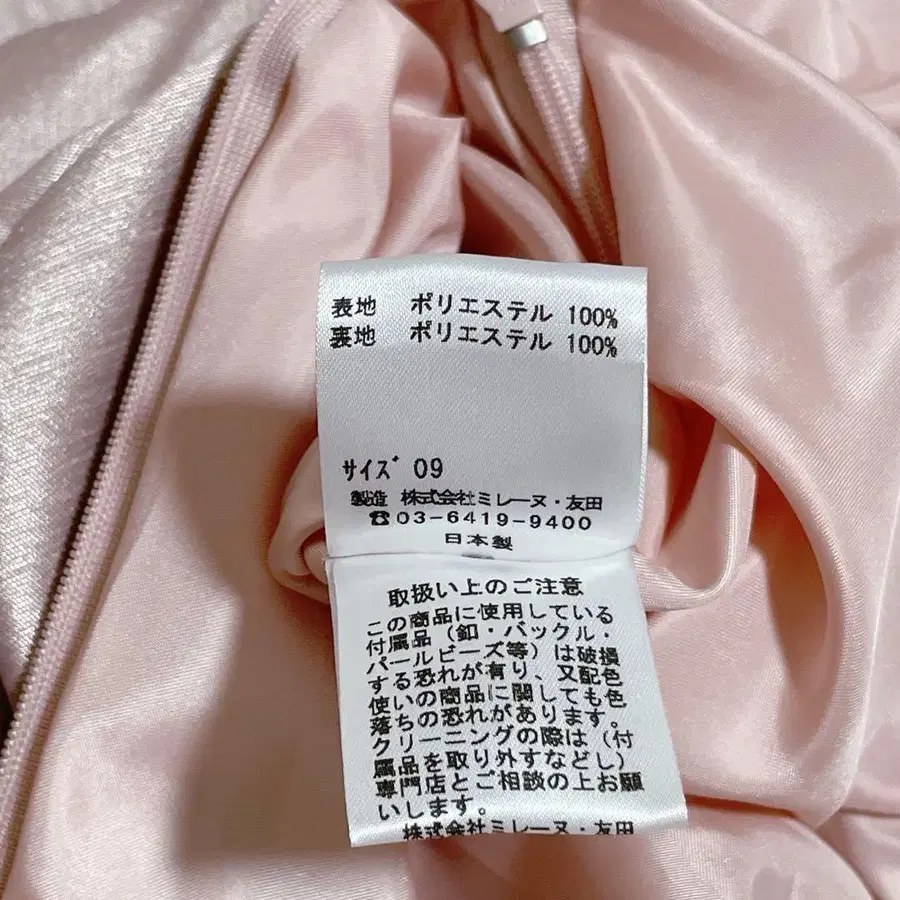 表地 ポリエステル 100%
裏地 ポリエステル 100%
サイズ 09
製造 株式会社ミレーヌ・友田
☎03-6419-9400
日本製
取扱い上のご注意
この商品に使用している
付属品(釦・バックル・
パールビーズ等)は破損
する恐れが有り、又配色
使いの商品に関しても色
落ちの恐れがあります。
クリーニングの際は(付
属品を取り外すなどし)
専門店とご相談の上お願
いします。
株式会社ミレーヌ・友田